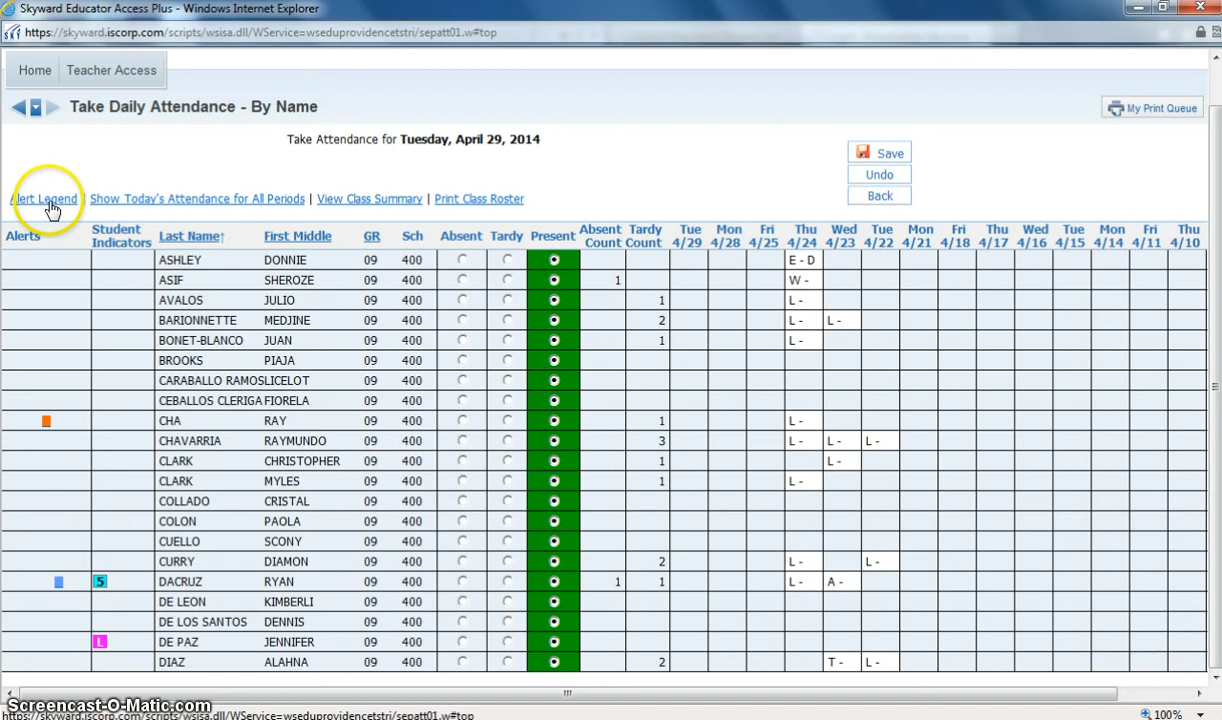 Skyward Educator Access Plus - Windows Internet Explorer
https://skyward.iscorp.com/scripts/wsisa.dll/WService=wseduprovidencetstri/sepatt01.w#top
Home Teacher Access
Take Daily Attendance - By Name My Print Queue
Take Attendance for Tuesday, April 29, 2014
Save
Undo
Back
Alert Legend | Show Today's Attendance for All Periods | View Class Summary | Print Class Roster
Alerts Student Indicators Last Name↑ First Middle GR Sch Absent Tardy Present Absent Count Tardy Count Tue 4/29 Mon 4/28 Fri 4/25 Thu 4/24 Wed 4/23 Tue 4/22 Mon 4/21 Fri 4/18 Thu 4/17 Wed 4/16 Tue 4/15 Mon 4/14 Fri 4/11 Thu 4/10
ASHLEY DONNIE 09 400 E - D
ASIF SHEROZE 09 400 1 W -
AVALOS JULIO 09 400 1 L -
BARIONNETTE MEDJINE 09 400 2 L - L -
BONET-BLANCO JUAN 09 400 1 L -
BROOKS PIAJA 09 400
CARABALLO RAMOS LICELOT 09 400
CEBALLOS CLERIGA FIORELA 09 400
CHA RAY 09 400 1 L -
CHAVARRIA RAYMUNDO 09 400 3 L - L - L -
CLARK CHRISTOPHER 09 400 1 L -
CLARK MYLES 09 400 1 L -
COLLADO CRISTAL 09 400
COLON PAOLA 09 400
CUELLO SCONY 09 400
CURRY DIAMON 09 400 2 L - L -
5 DACRUZ RYAN 09 400 1 1 L - A -
DE LEON KIMBERLI 09 400
DE LOS SANTOS DENNIS 09 400
L DE PAZ JENNIFER 09 400
DIAZ ALAHNA 09 400 2 T - L -
Screencast-O-Matic.com
https://skyward.iscorp.com/scripts/wsisa.dll/WService=wseduprovidencetstri/sepatt01.w#top 100%